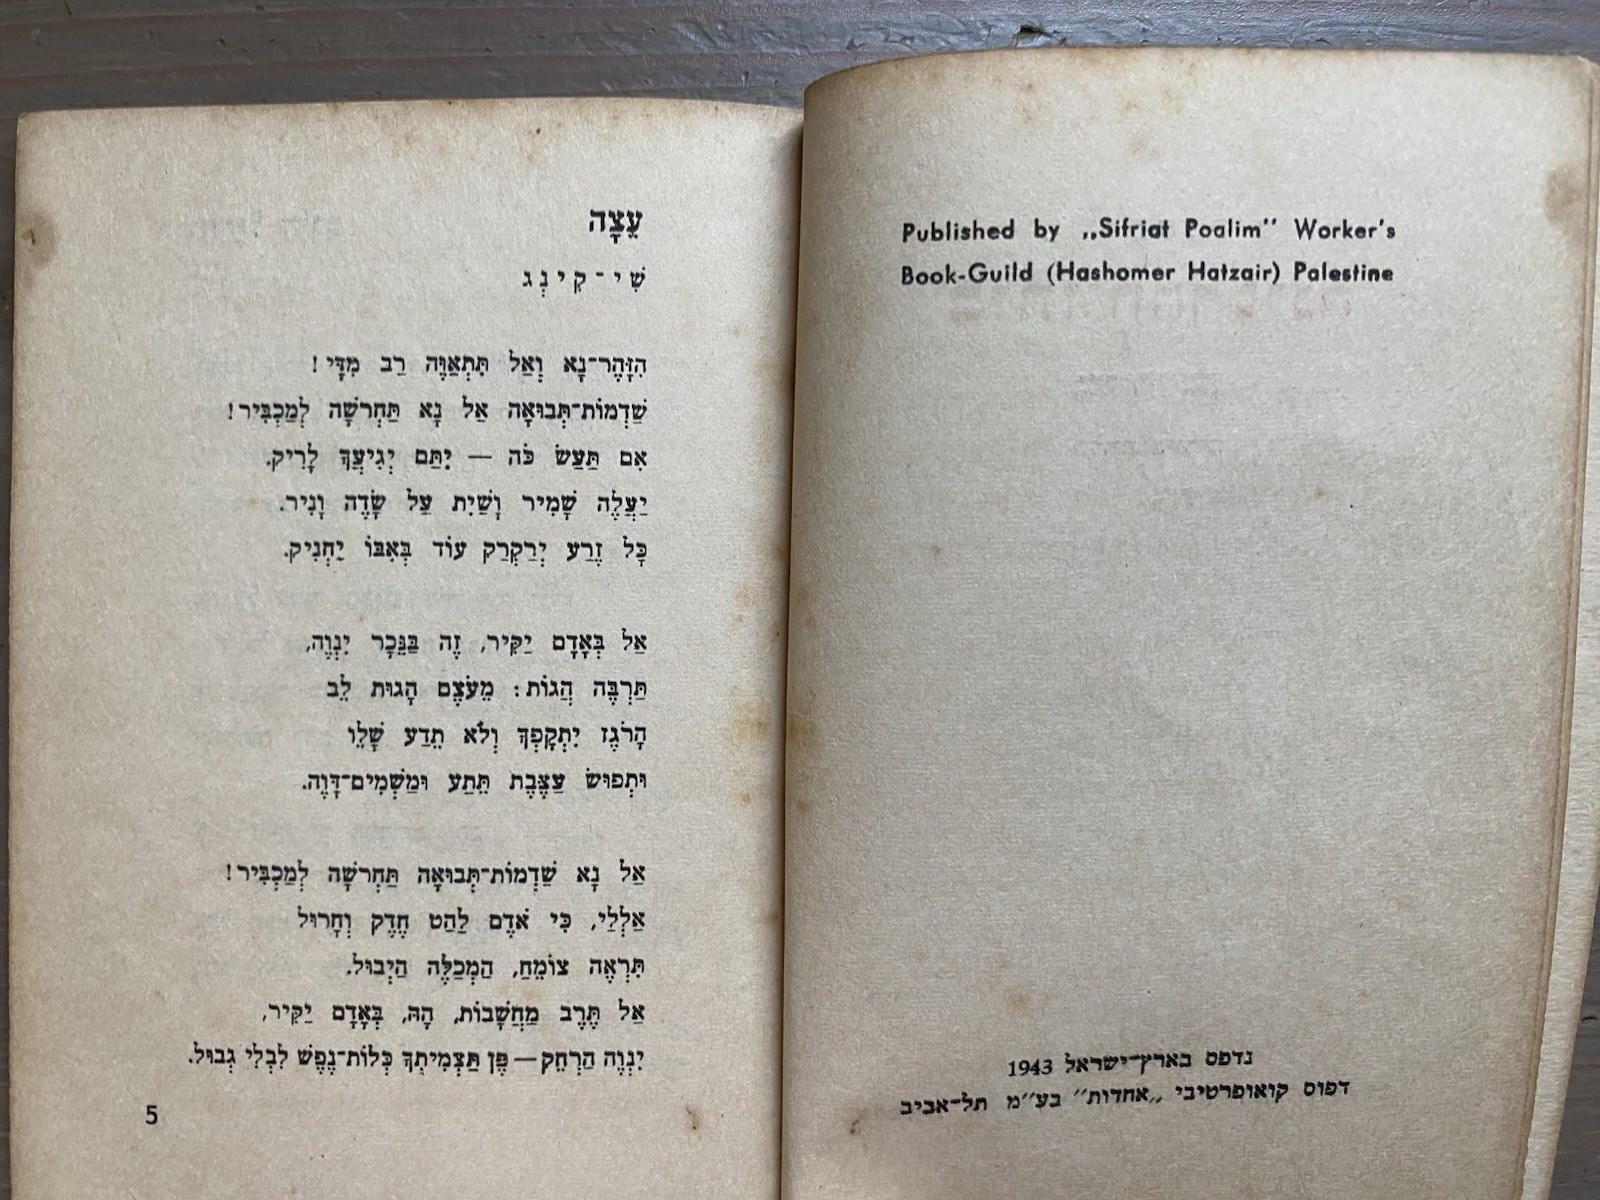 Published by „Sifriat Poalim" Worker's
Book-Guild (Hashomer Hatzair) Palestine
נדפס בארץ־ישראל 1943
דפוס קואופרטיבי „אחדות" בע"מ תל־אביב
עֵצָה
שִׁי־קִינְג
הִזָּהֶר־נָא וְאַל תִּתְאַוֶּה רַב מִדָּי!
שַׁדְמוֹת־תְּבוּאָה אַל נָא תַּחְרשָׁה לְמַכְבִּיר!
אִם תַּעַשׂ כֹּה — יִתַּם יְגִיעֲךָ לָרִיק.
יַעֲלֶה שָׁמִיר וָשַׁיִת עַל שָׂדֶה וָנִיר.
כָּל זֶרַע יְרַקְרַק עוֹד בְּאִבּוֹ יַחְנִיק.
אַל בְּאָדָם יַקִּיר, זֶה בַּנֵּכָר יִנְוֶה,
תַּרְבֶּה הֲגוֹת: מֵעֹצֶם הָגוּת לֵב
הָרֹגֶז יִתְקָפְךָ וְלֹא תֵדַע שָׁלֵו
וּתְפוּשׂ עַצֶּבֶת תֵּתַע וּמַשְׁמִים־דָּוֶה.
אַל נָא שַׁדְמוֹת־תְּבוּאָה תַּחְרשָׁה לְמַכְבִּיר!
אַלְלַי, כִּי אֹדֶם לַהַט חֶדֶק וְחָרוּל
תִּרְאֶה צוֹמֵחַ, הַמְכַלֶּה הַיְבוּל.
אַל תֶּרֶב מַחֲשָׁבוֹת, הָהּ, בְּאָדָם יַקִּיר,
יִנְוֶה הַרְחֵק — פֶּן תַּצְמִיתְךָ כְּלוֹת־נֶפֶשׁ לִבְלִי גְבוּל.
5